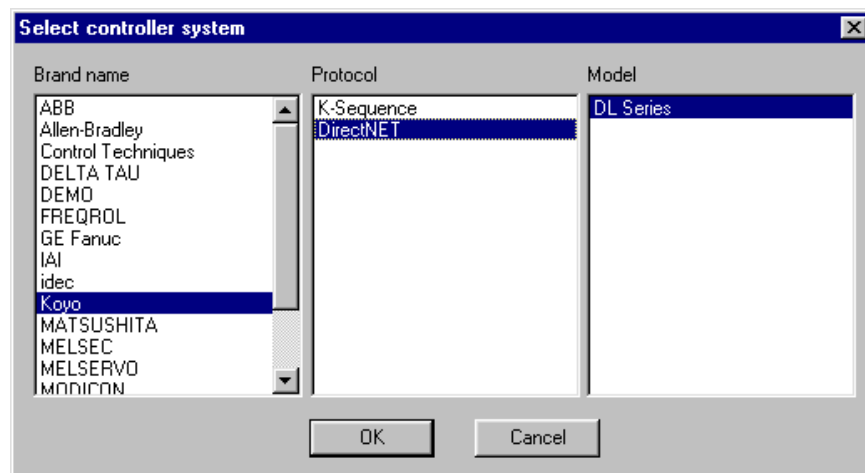 Select controller system
Brand name
ABB
Allen-Bradley
Control Techniques
DELTA TAU
DEMO
FREQROL
GE Fanuc
IAI
idec
Koyo
MATSUSHITA
MELSEC
MELSERVO
MODICON
Protocol
K-Sequence
DirectNET
Model
DL Series
OK
Cancel